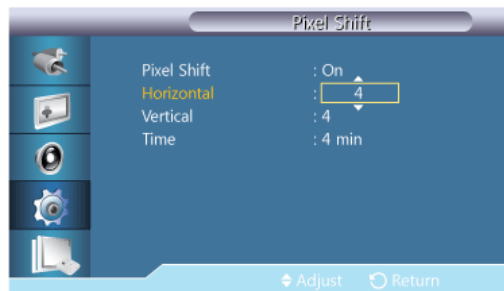 Pixel Shift
Pixel Shift : On
Horizontal : 4
Vertical : 4
Time : 4 min
Adjust Return